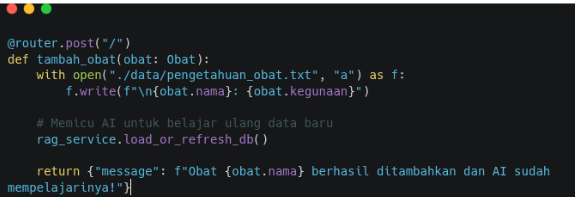 @router.post("/")
def tambah_obat(obat: Obat):
    with open("./data/pengetahuan_obat.txt", "a") as f:
        f.write(f"\n{obat.nama}: {obat.kegunaan}")
    # Memicu AI untuk belajar ulang data baru
    rag_service.load_or_refresh_db()
    return {"message": f"Obat {obat.nama} berhasil ditambahkan dan AI sudah
mempelajarinya!"}